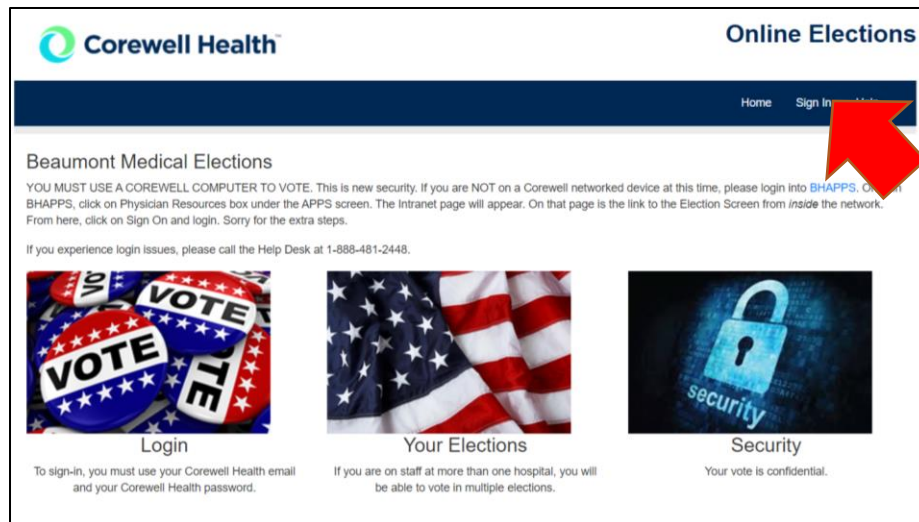 Corewell Health™
Online Elections
Home Sign In
Beaumont Medical Elections
YOU MUST USE A COREWELL COMPUTER TO VOTE. This is new security. If you are NOT on a Corewell networked device at this time, please login into BHAPPS.
BHAPPS, click on Physician Resources box under the APPS screen. The Intranet page will appear. On that page is the link to the Election Screen from inside the network.
From here, click on Sign On and login. Sorry for the extra steps.
If you experience login issues, please call the Help Desk at 1-888-481-2448.
VOTE
VOTE
VOTE
security
Login
Your Elections
Security
To sign-in, you must use your Corewell Health email
and your Corewell Health password.
If you are on staff at more than one hospital, you will
be able to vote in multiple elections.
Your vote is confidential.